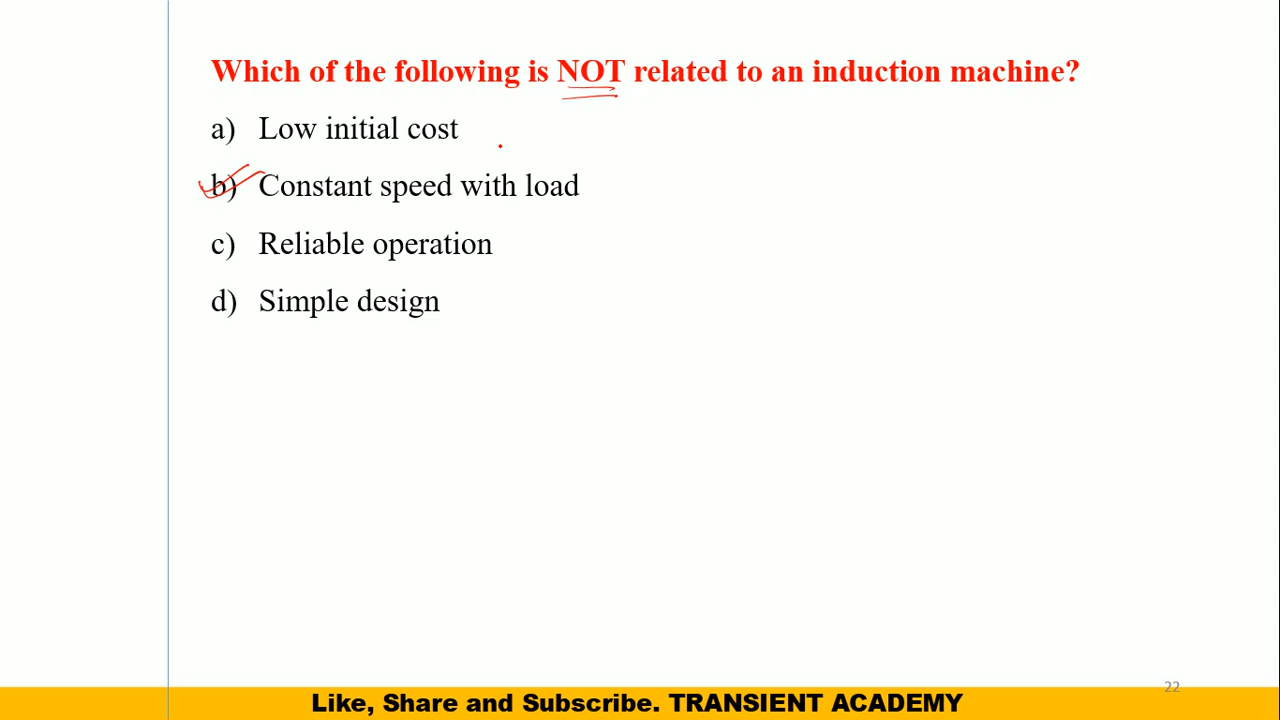 Which of the following is NOT related to an induction machine?
a) Low initial cost
b) Constant speed with load
c) Reliable operation
d) Simple design
22
Like, Share and Subscribe. TRANSIENT ACADEMY